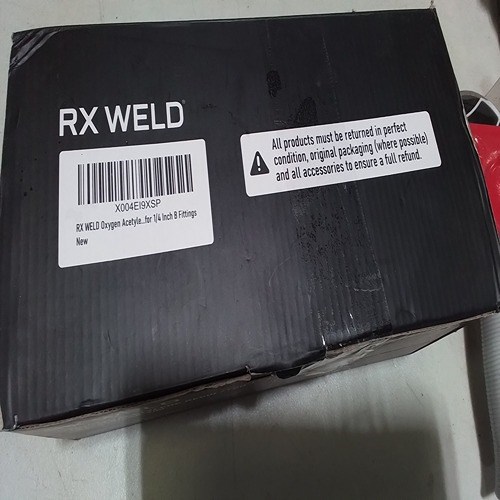 RX WELD
X004EI9XSP
RX WELD Oxygen Acetyle...for 1/4 Inch B Fittings
New
All products must be returned in perfect
condition, original packaging (where possible)
and all accessories to ensure a full refund.